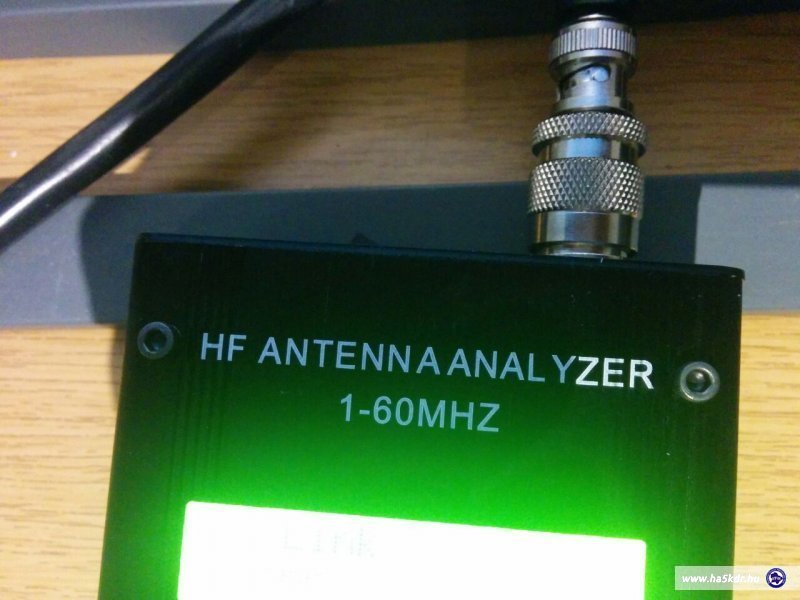 HF ANTENNA ANALYZER
1-60MHZ
Link
www.ha5kdr.hu